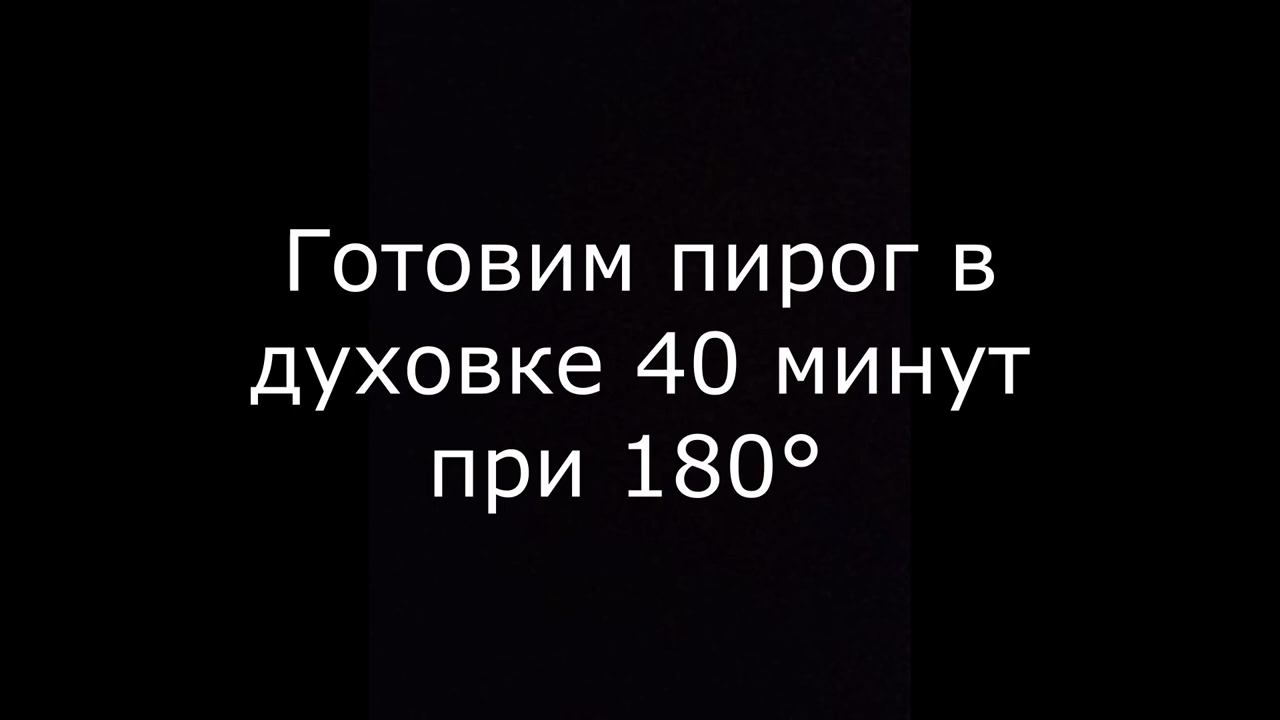 Готовим пирог в
духовке 40 минут
при 180°